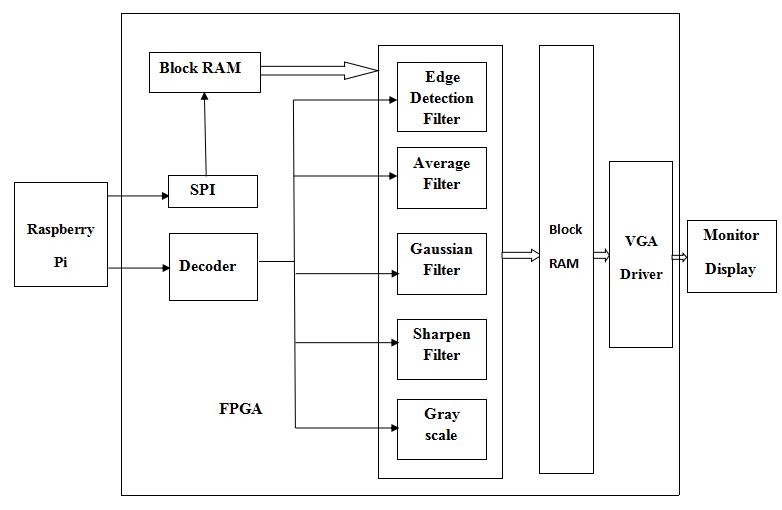 Block RAM
Edge
Detection
Filter
SPI
Average
Filter
Raspberry
Pi
Decoder
Gaussian
Filter
Block
RAM
VGA
Driver
Monitor
Display
Sharpen
Filter
FPGA
Gray
scale